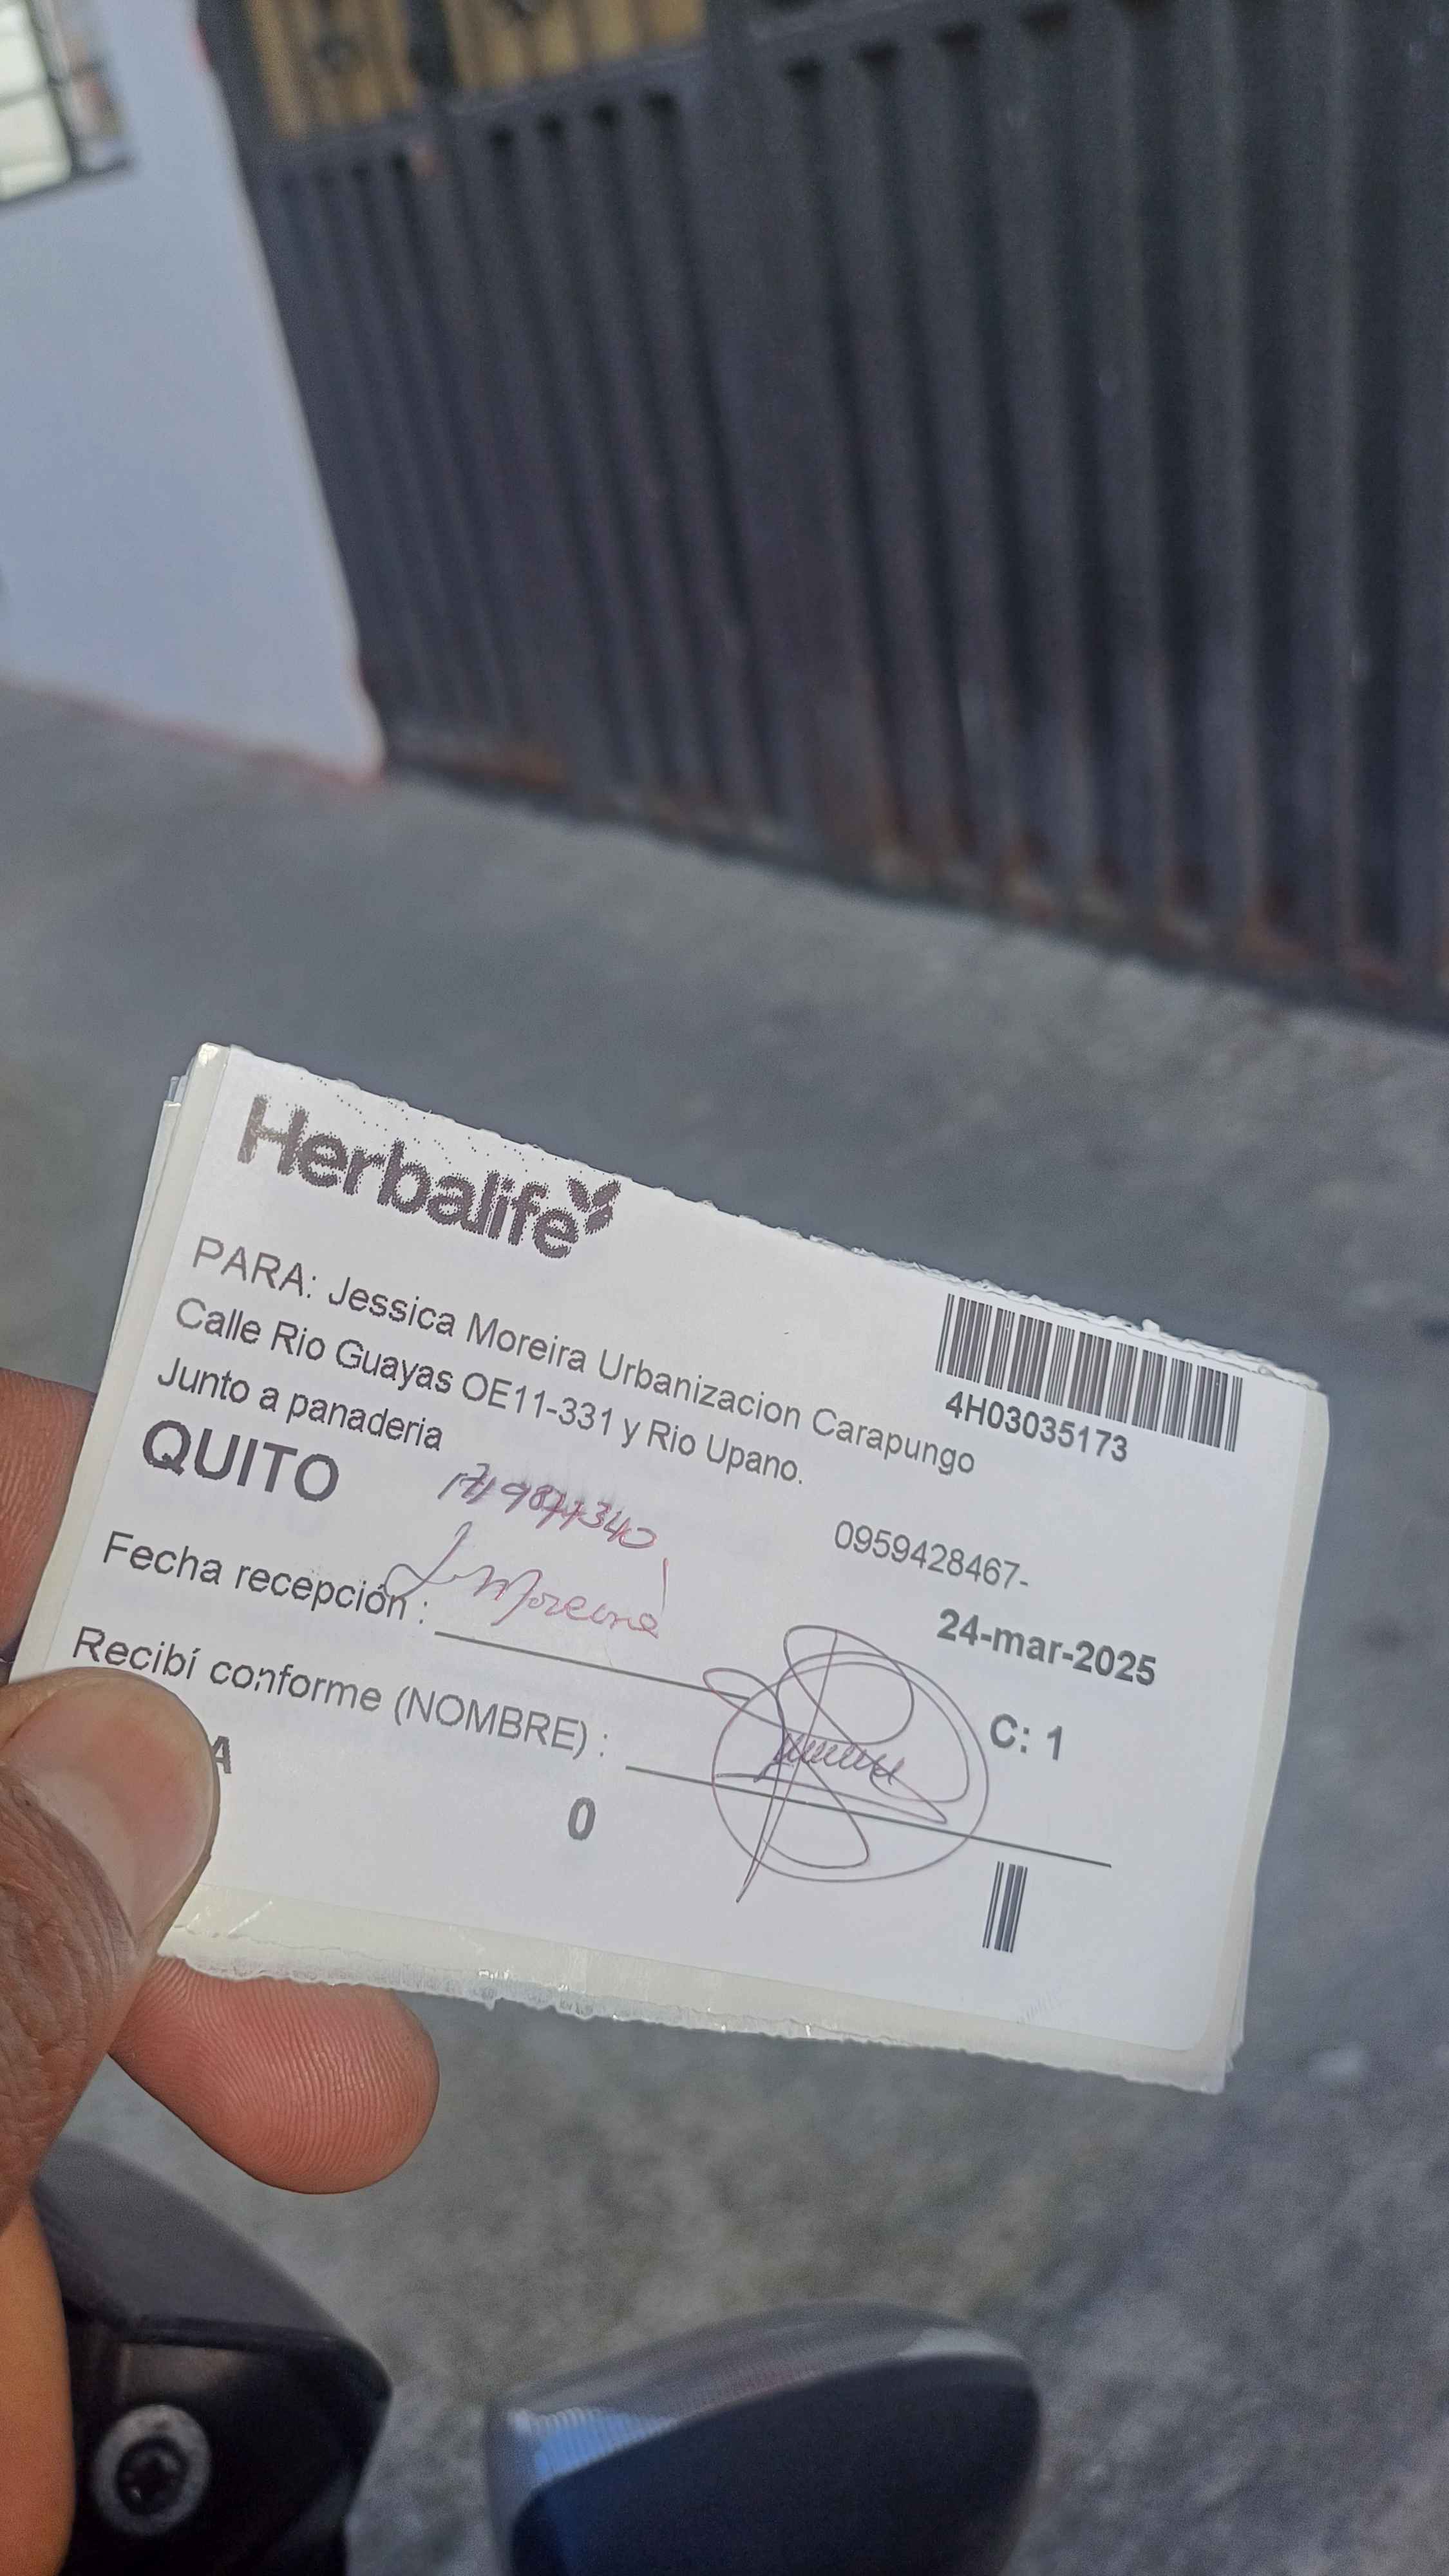 Herbalife
PARA: Jessica Moreira Urbanizacion Carapungo
Calle Rio Guayas OE11-331 y Rio Upano.
Junto a panaderia
QUITO
4H03035173
0959428467-
24-mar-2025
Fecha recepción :
J Moreira
Recibí conforme (NOMBRE) :
C: 1
A
0